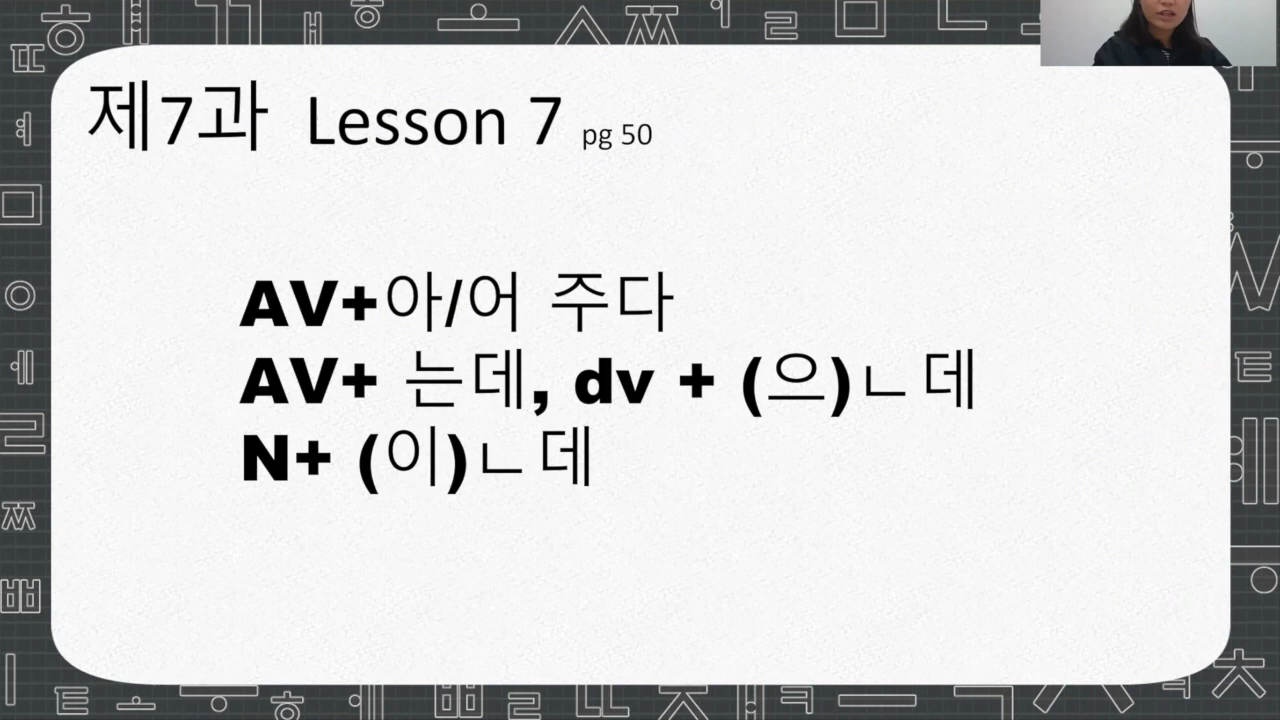 제7과 Lesson 7 pg 50
AV+아/어 주다
AV+ 는데, dv + (으)ㄴ데
N+ (이)ㄴ데